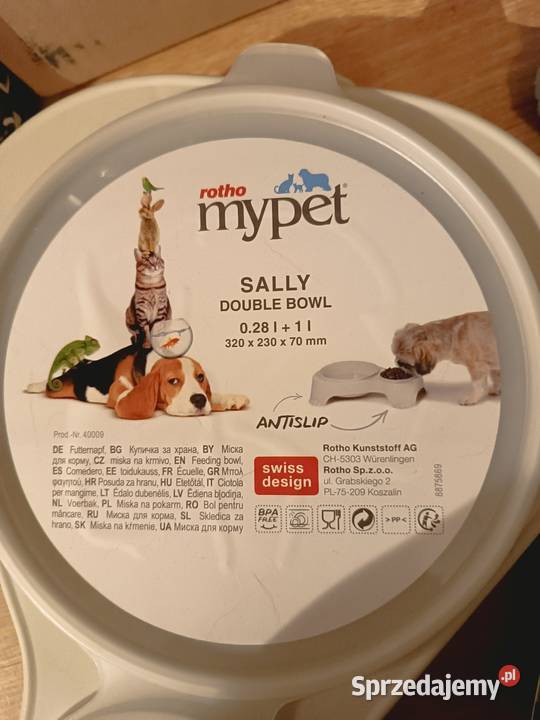 rotho
mypet®
SALLY
DOUBLE BOWL
0.28 l + 1 l
320 x 230 x 70 mm
ANTISLIP
Prod.-Nr. 40009
DE Futternapf, BG Купичка за храна, BY Миска
для корму, CZ miska na krmivo, EN Feeding bowl,
ES Comedero, EE toidukauss, FR Écuelle, GR Μπολ
φαγητού, HR Posuda za hranu, HU Etetőtál, IT Ciotola
per mangime, LT Ėdalo dubenėlis, LV Ēdiena bļodiņa,
NL Voerbak, PL Miska na pokarm, RO Bol pentru
mâncare, RU Миска для корма, SL Skledica za
hrano, SK Miska na kŕmenie, UA Миска для корму
swiss
design
Rotho Kunststoff AG
CH-5303 Würenlingen
Rotho Sp.z.o.o.
ul. Grabskiego 2
PL-75-209 Koszalin
8875869
BPA
FREE
>PP<
Sprzedajemy.pl